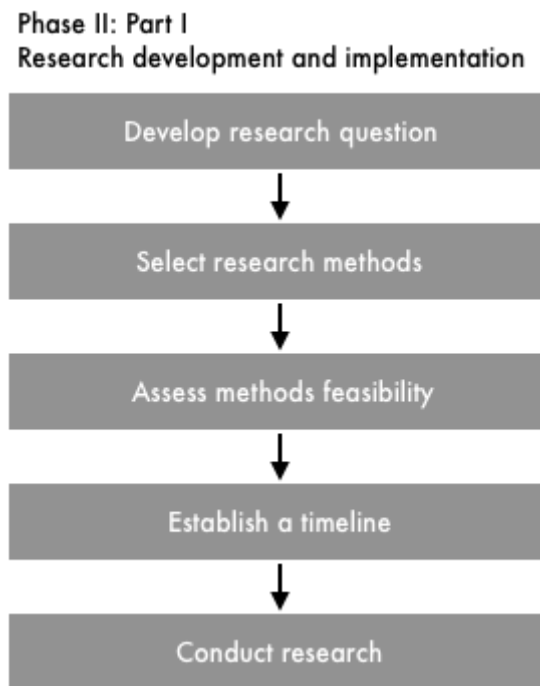 Phase II: Part I
Research development and implementation
Develop research question
Select research methods
Assess methods feasibility
Establish a timeline
Conduct research